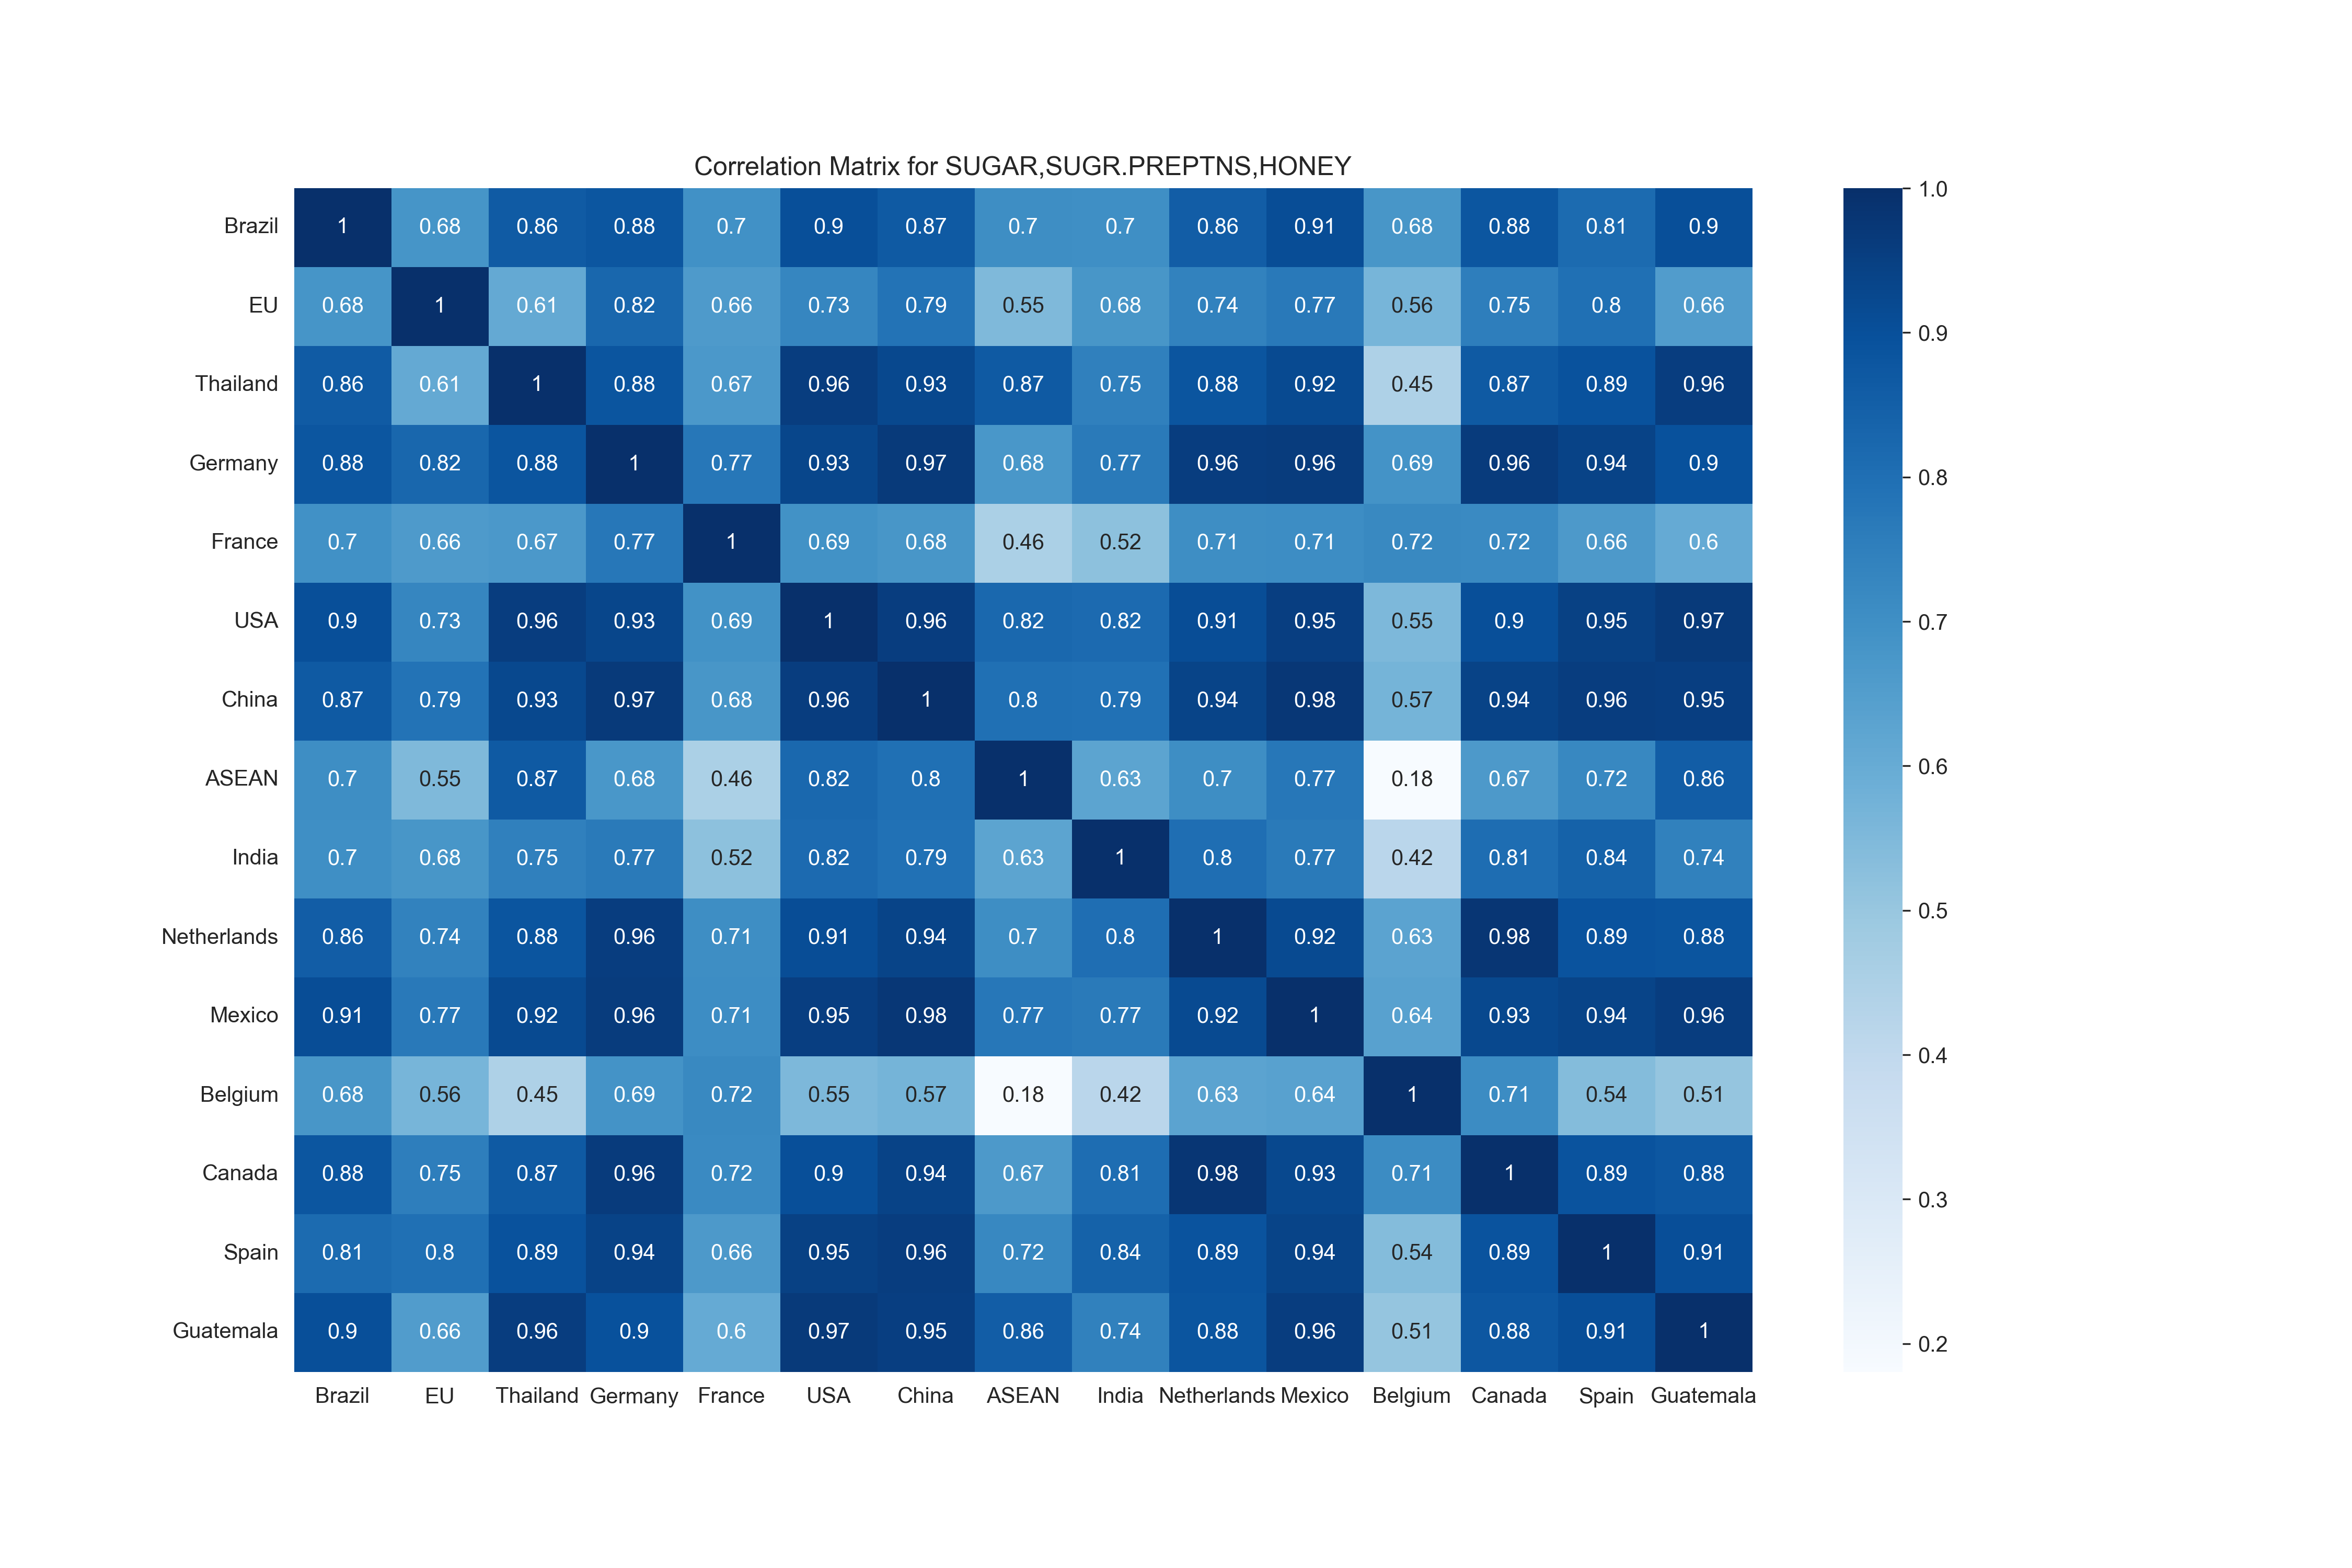 Correlation Matrix for SUGAR,SUGR.PREPTNS,HONEY
Brazil 1 0.68 0.86 0.88 0.7 0.9 0.87 0.7 0.7 0.86 0.91 0.68 0.88 0.81 0.9
EU 0.68 1 0.61 0.82 0.66 0.73 0.79 0.55 0.68 0.74 0.77 0.56 0.75 0.8 0.66
Thailand 0.86 0.61 1 0.88 0.67 0.96 0.93 0.87 0.75 0.88 0.92 0.45 0.87 0.89 0.96
Germany 0.88 0.82 0.88 1 0.77 0.93 0.97 0.68 0.77 0.96 0.96 0.69 0.96 0.94 0.9
France 0.7 0.66 0.67 0.77 1 0.69 0.68 0.46 0.52 0.71 0.71 0.72 0.72 0.66 0.6
USA 0.9 0.73 0.96 0.93 0.69 1 0.96 0.82 0.82 0.91 0.95 0.55 0.9 0.95 0.97
China 0.87 0.79 0.93 0.97 0.68 0.96 1 0.8 0.79 0.94 0.98 0.57 0.94 0.96 0.95
ASEAN 0.7 0.55 0.87 0.68 0.46 0.82 0.8 1 0.63 0.7 0.77 0.18 0.67 0.72 0.86
India 0.7 0.68 0.75 0.77 0.52 0.82 0.79 0.63 1 0.8 0.77 0.42 0.81 0.84 0.74
Netherlands 0.86 0.74 0.88 0.96 0.71 0.91 0.94 0.7 0.8 1 0.92 0.63 0.98 0.89 0.88
Mexico 0.91 0.77 0.92 0.96 0.71 0.95 0.98 0.77 0.77 0.92 1 0.64 0.93 0.94 0.96
Belgium 0.68 0.56 0.45 0.69 0.72 0.55 0.57 0.18 0.42 0.63 0.64 1 0.71 0.54 0.51
Canada 0.88 0.75 0.87 0.96 0.72 0.9 0.94 0.67 0.81 0.98 0.93 0.71 1 0.89 0.88
Spain 0.81 0.8 0.89 0.94 0.66 0.95 0.96 0.72 0.84 0.89 0.94 0.54 0.89 1 0.91
Guatemala 0.9 0.66 0.96 0.9 0.6 0.97 0.95 0.86 0.74 0.88 0.96 0.51 0.88 0.91 1
Brazil EU Thailand Germany France USA China ASEAN India Netherlands Mexico Belgium Canada Spain Guatemala
1.0
0.9
0.8
0.7
0.6
0.5
0.4
0.3
0.2